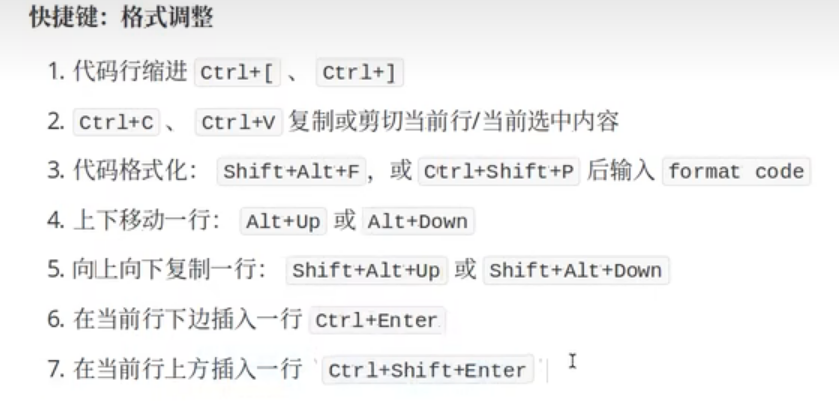 快捷键：格式调整
1. 代码行缩进 Ctrl+[ 、 Ctrl+]
2. Ctrl+C 、 Ctrl+V 复制或剪切当前行/当前选中内容
3. 代码格式化： Shift+Alt+F，或 Ctrl+Shift+P 后输入 format code
4. 上下移动一行： Alt+Up 或 Alt+Down
5. 向上向下复制一行： Shift+Alt+Up 或 Shift+Alt+Down
6. 在当前行下边插入一行 Ctrl+Enter
7. 在当前行上方插入一行 `Ctrl+Shift+Enter`